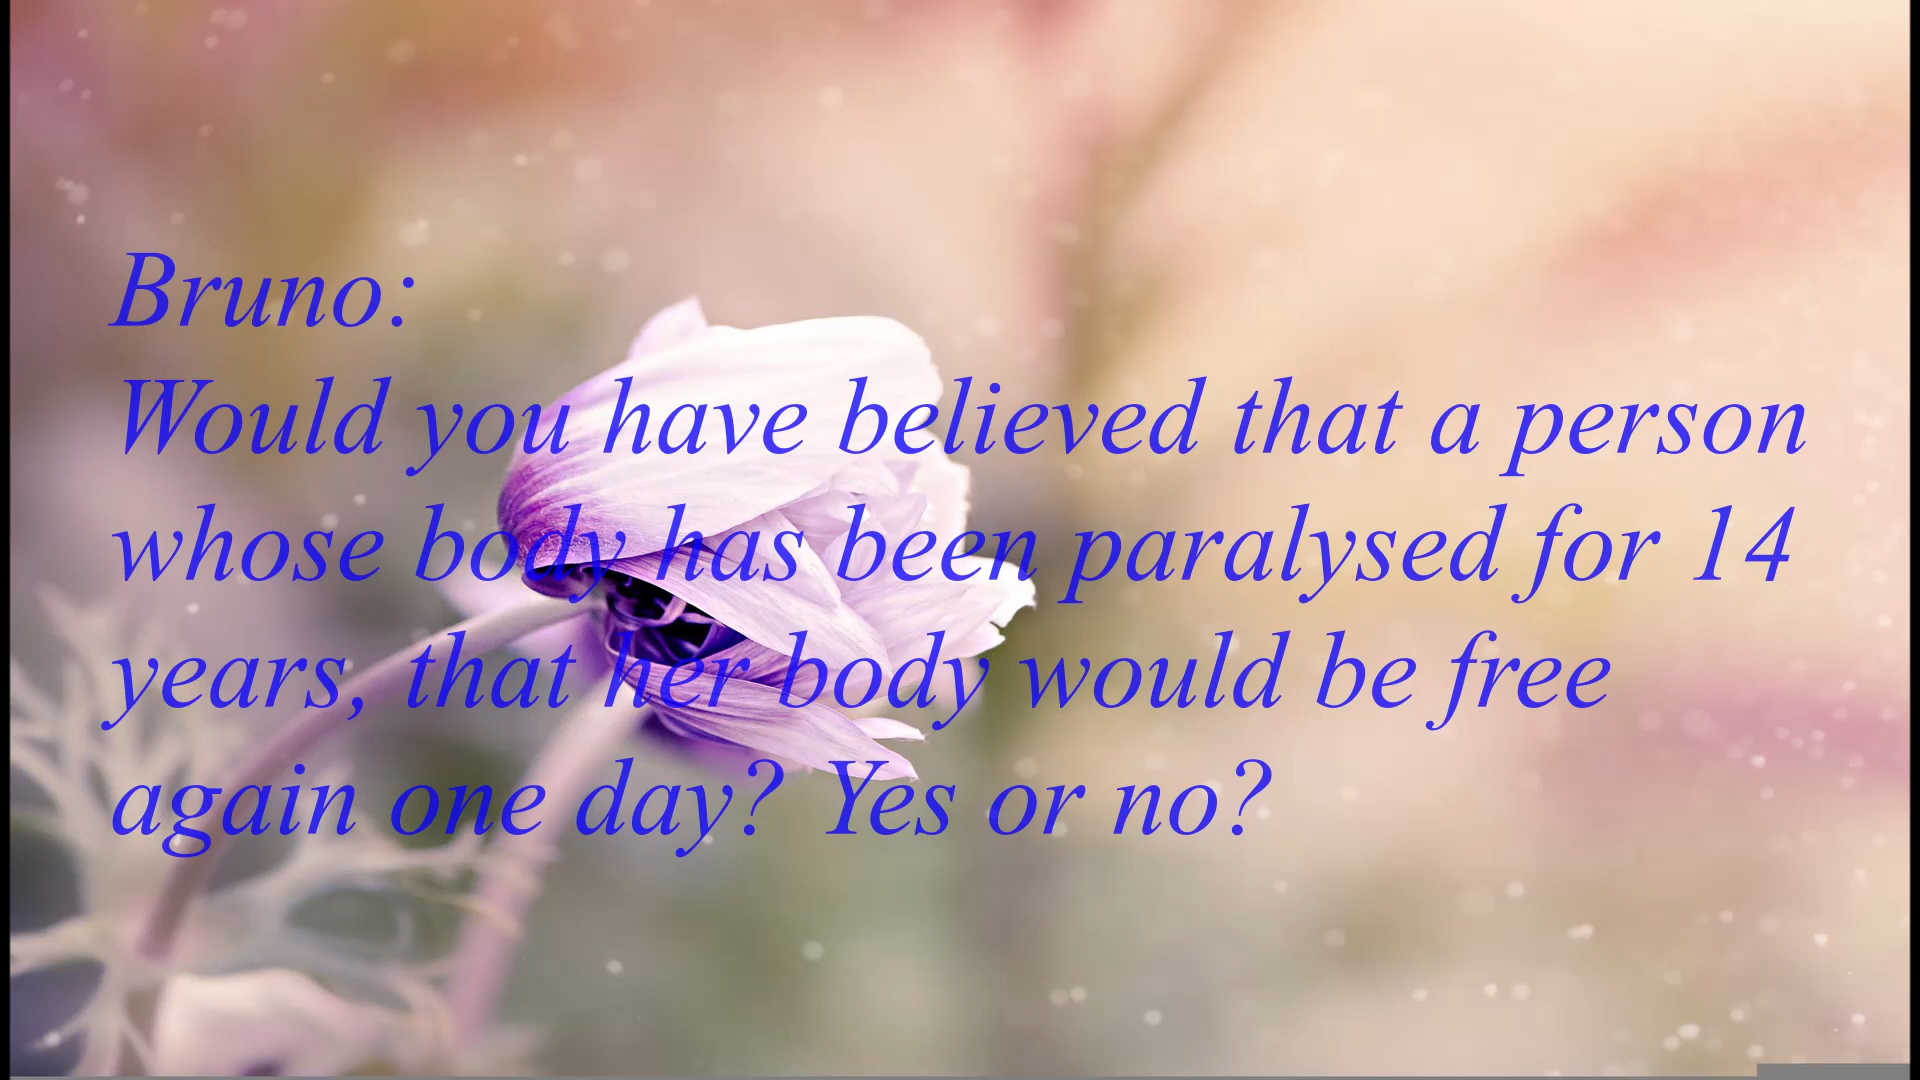 Bruno:
Would you have believed that a person
whose body has been paralysed for 14
years, that her body would be free
again one day? Yes or no?